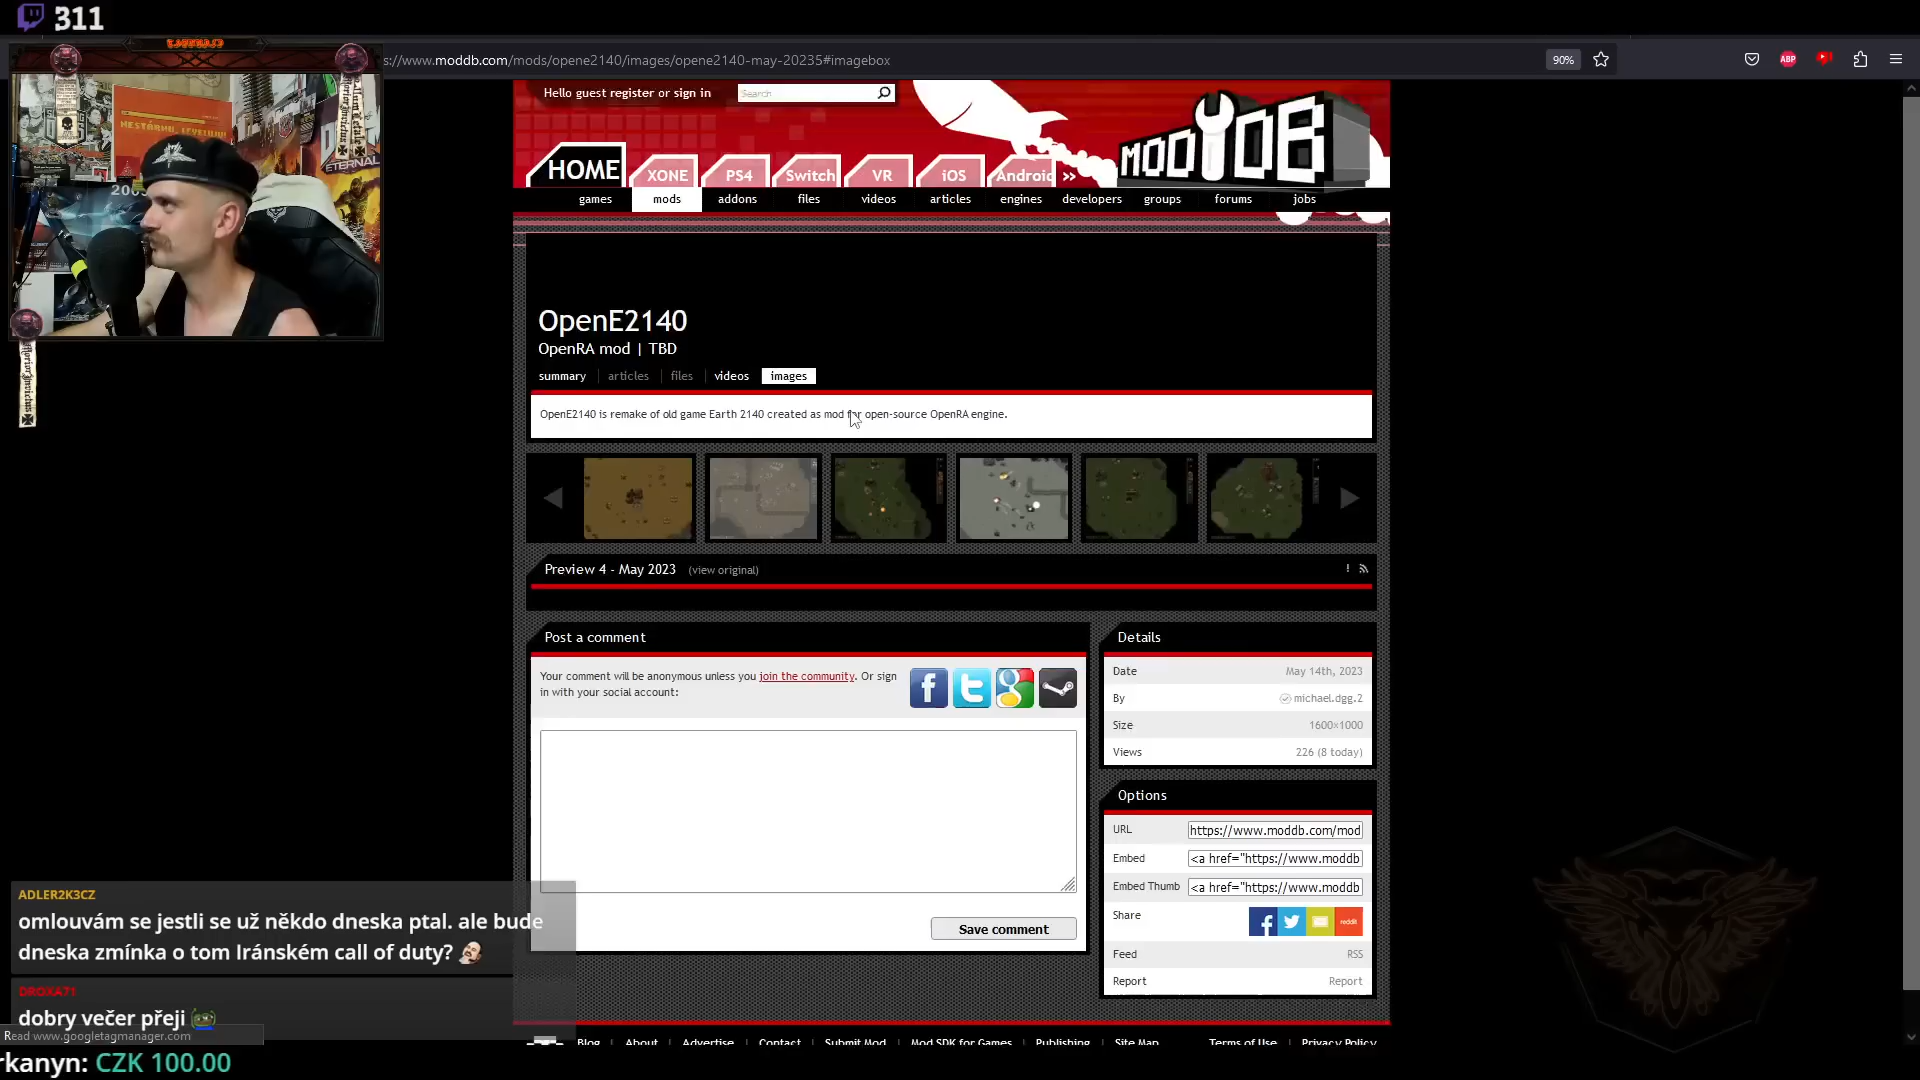 311
s://www.moddb.com/mods/opene2140/images/opene2140-may-20235#imagebox
90%
ABP
Hello guest register or sign in
Search
MOD DB
HOME
XONE
PS4
Switch
VR
iOS
Android
»
games
mods
addons
files
videos
articles
engines
developers
groups
forums
jobs
NESTÁRNU, LEVELUJU!
ETERNAL
OpenE2140
OpenRA mod | TBD
summary
articles
files
videos
images
OpenE2140 is remake of old game Earth 2140 created as mod for open-source OpenRA engine.
Preview 4 - May 2023 (view original)
Post a comment
Your comment will be anonymous unless you join the community. Or sign
in with your social account:
Save comment
Details
Date May 14th, 2023
By michael.dgg.2
Size 1600×1000
Views 226 (8 today)
Options
URL https://www.moddb.com/mod
Embed <a href="https://www.moddb
Embed Thumb <a href="https://www.moddb
Share reddit
Feed RSS
Report Report
Blog About Advertise Contact Submit Mod Mod SDK for Games Publishing Site Map Terms of Use Privacy Policy
ADLER2K3CZ
omlouvám se jestli se už někdo dneska ptal. ale bude
dneska zmínka o tom Iránském call of duty?
DROXA71
dobry večer přeji
Read www.googletagmanager.com
rkanyn: CZK 100.00